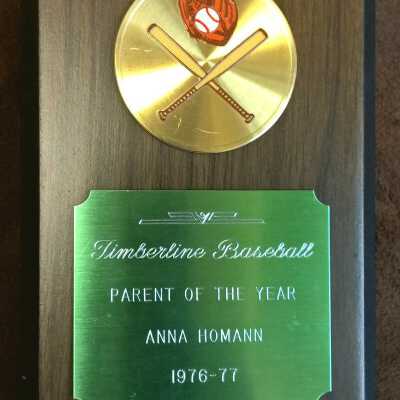 Timberline Baseball
PARENT OF THE YEAR
ANNA HOMANN
1976-77